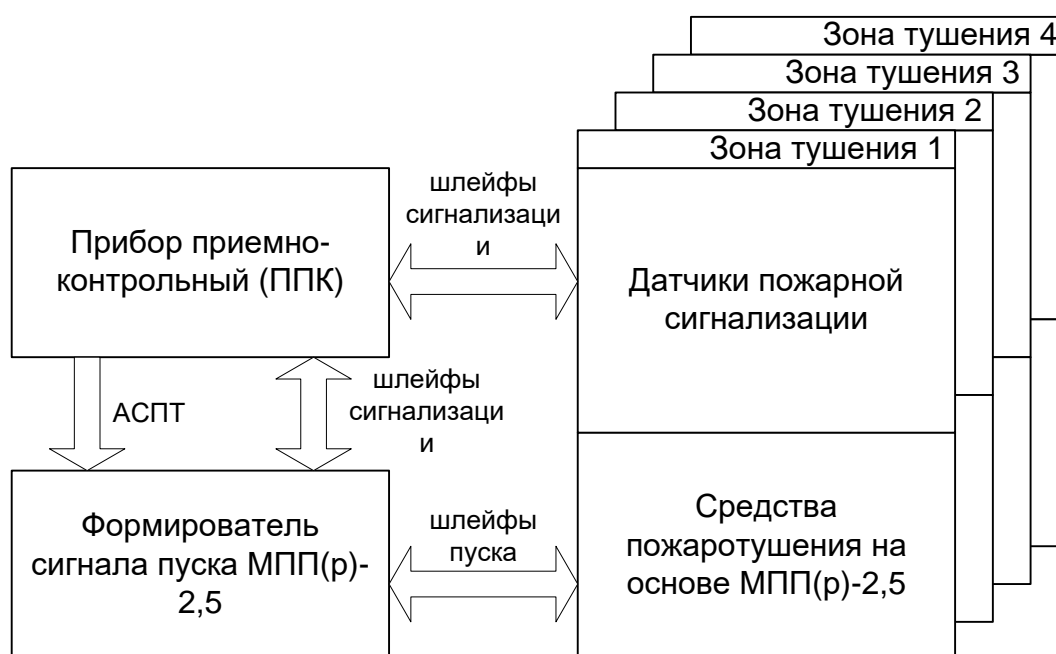 Зона тушения 4
Зона тушения 3
Зона тушения 2
Зона тушения 1
шлейфы
сигнализаци
и
Прибор приемно-
контрольный (ППК)
Датчики пожарной
сигнализации
АСПТ
шлейфы
сигнализаци
и
Формирователь
сигнала пуска МПП(р)-
2,5
шлейфы
пуска
Средства
пожаротушения на
основе МПП(р)-2,5